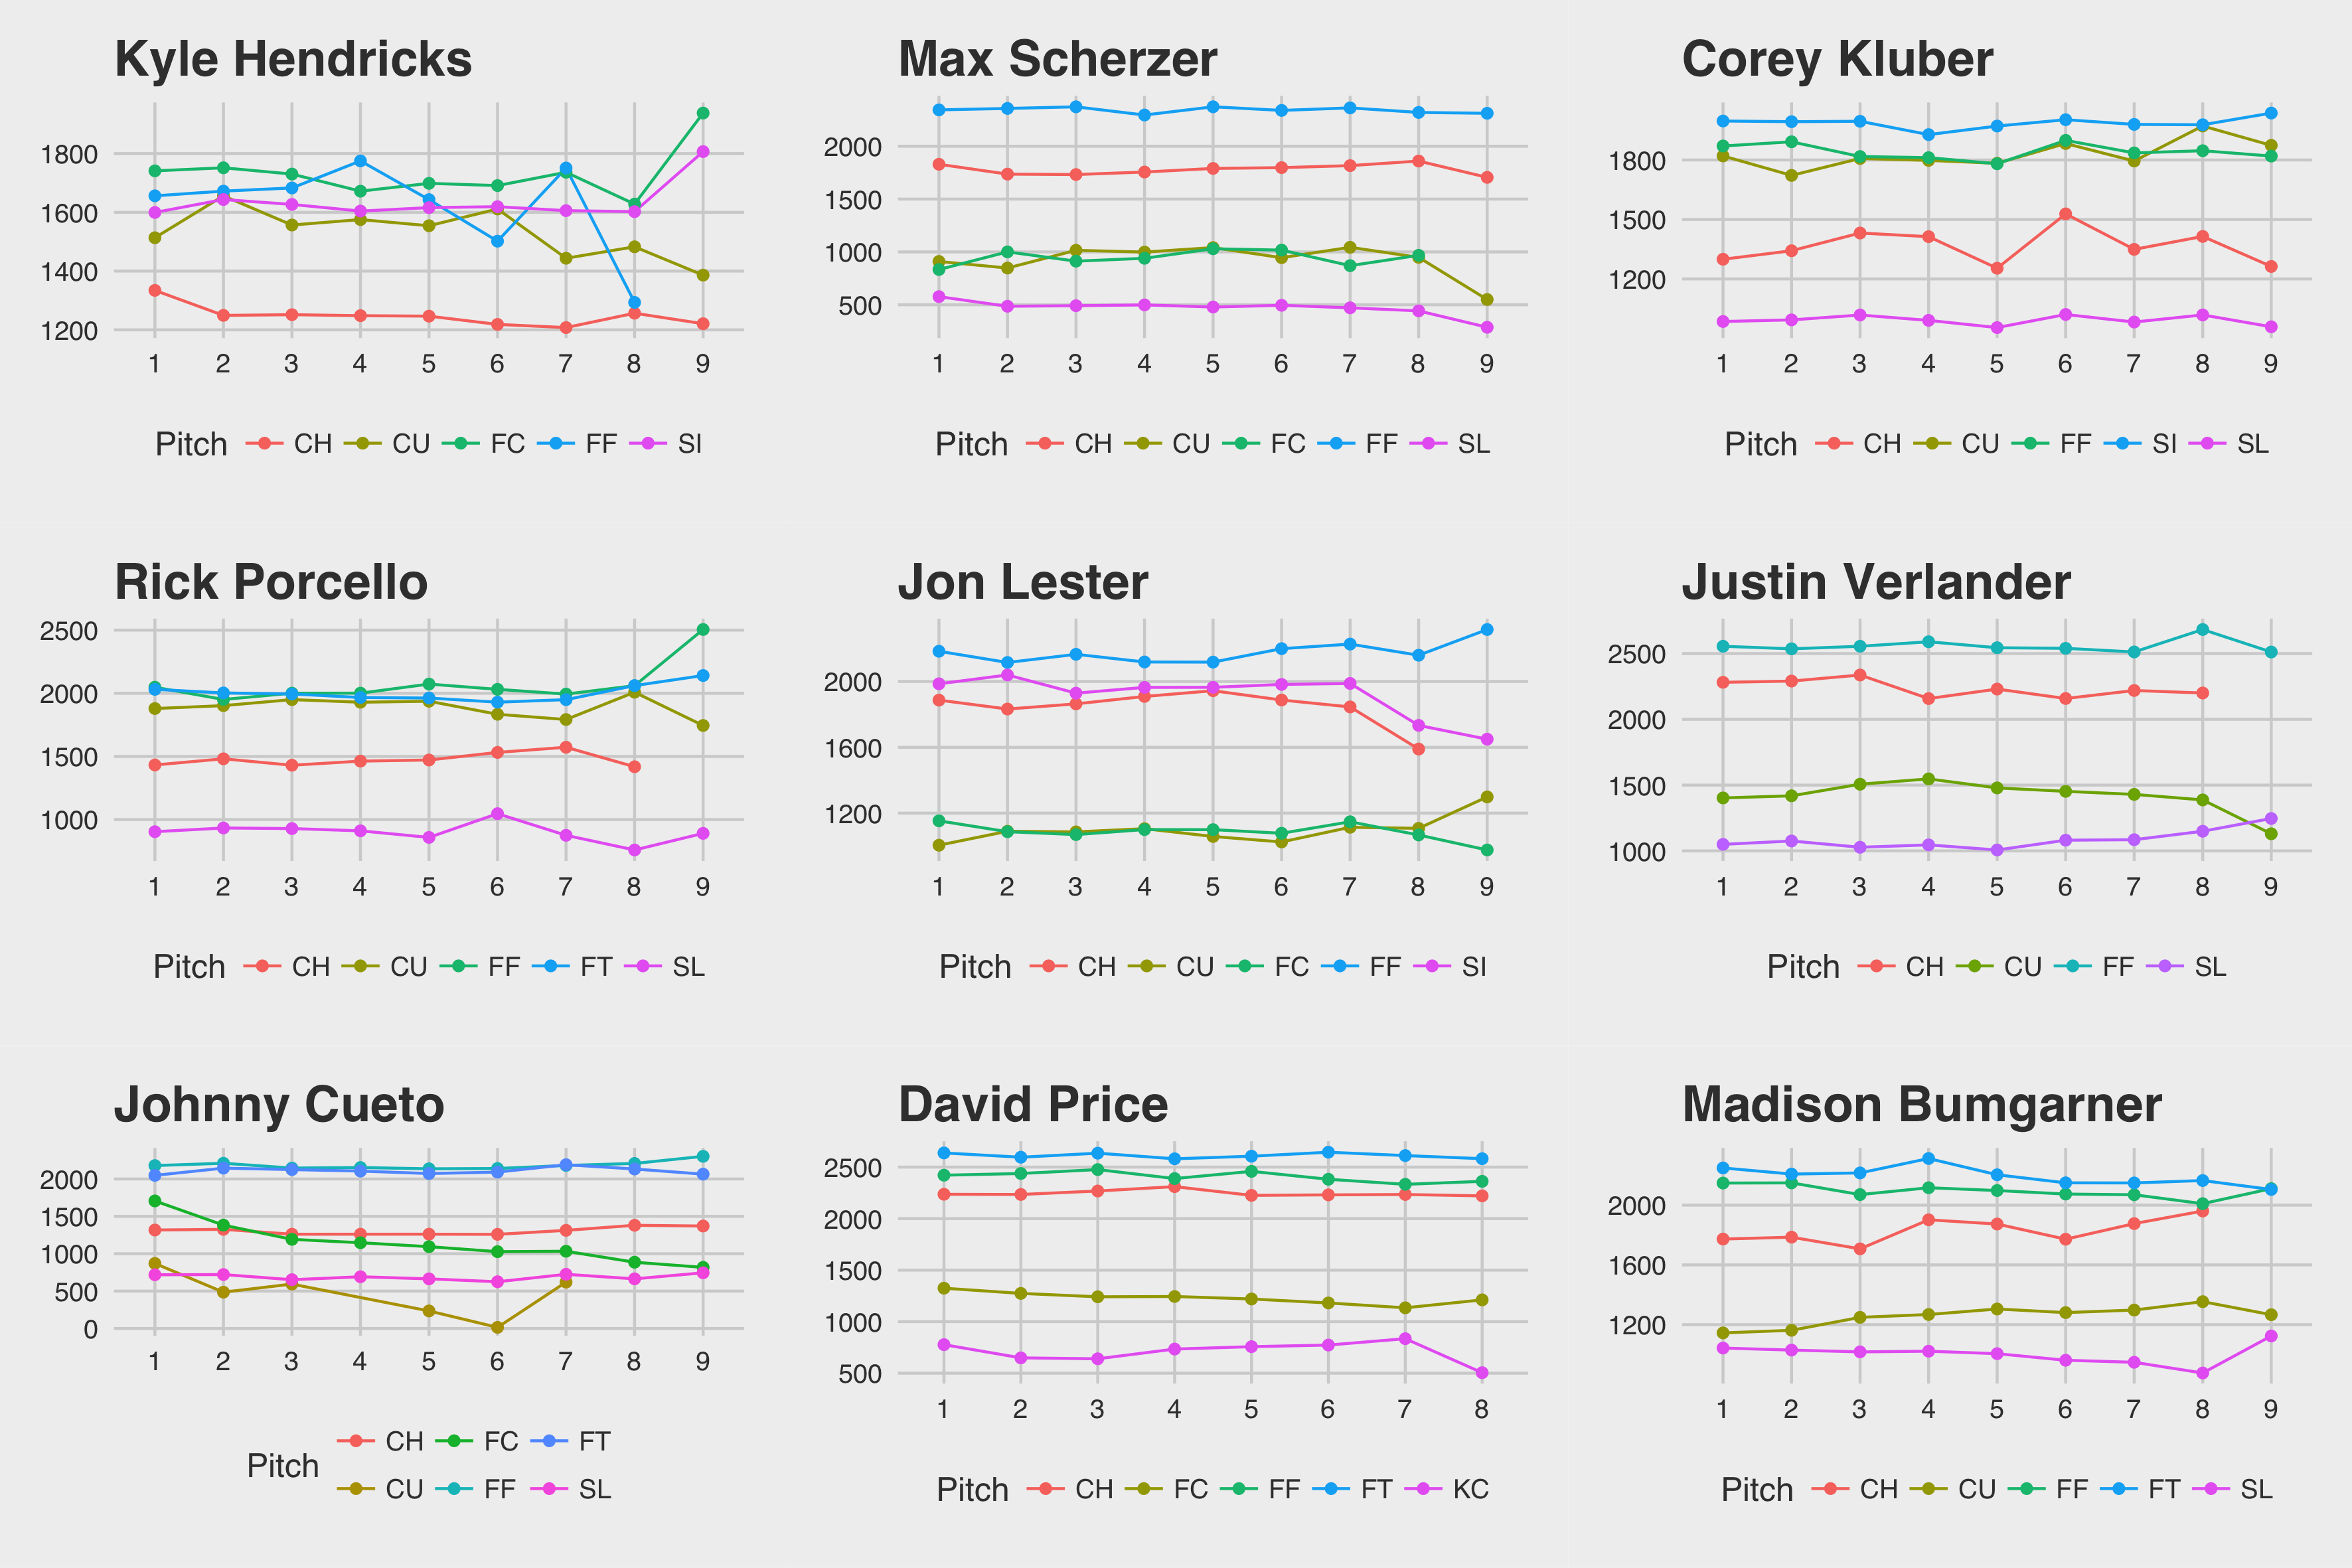 Kyle Hendricks
1800
1600
1400
1200
1 2 3 4 5 6 7 8 9
Pitch CH CU FC FF SI
Max Scherzer
2000
1500
1000
500
1 2 3 4 5 6 7 8 9
Pitch CH CU FC FF SL
Corey Kluber
1800
1500
1200
1 2 3 4 5 6 7 8 9
Pitch CH CU FF SI SL
Rick Porcello
2500
2000
1500
1000
1 2 3 4 5 6 7 8 9
Pitch CH CU FF FT SL
Jon Lester
2000
1600
1200
1 2 3 4 5 6 7 8 9
Pitch CH CU FC FF SI
Justin Verlander
2500
2000
1500
1000
1 2 3 4 5 6 7 8 9
Pitch CH CU FF SL
Johnny Cueto
2000
1500
1000
500
0
1 2 3 4 5 6 7 8 9
CH FC FT
Pitch
CU FF SL
David Price
2500
2000
1500
1000
500
1 2 3 4 5 6 7 8
Pitch CH FC FF FT KC
Madison Bumgarner
2000
1600
1200
1 2 3 4 5 6 7 8 9
Pitch CH CU FF FT SL